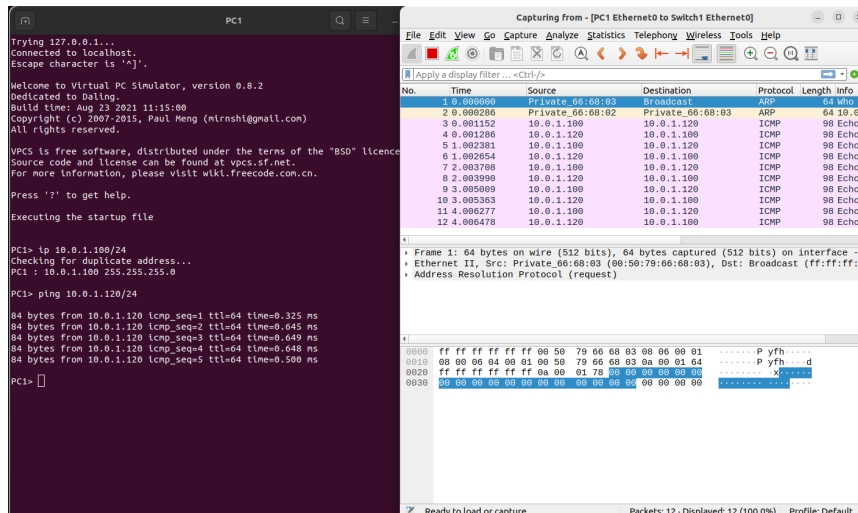 PC1
Trying 127.0.0.1...
Connected to localhost.
Escape character is '^]'.
Welcome to Virtual PC Simulator, version 0.8.2
Dedicated to Daling.
Build time: Aug 23 2021 11:15:00
Copyright (c) 2007-2015, Paul Meng (mirnshi@gmail.com)
All rights reserved.
VPCS is free software, distributed under the terms of the "BSD" licence
Source code and license can be found at vpcs.sf.net.
For more information, please visit wiki.freecode.com.cn.
Press '?' to get help.
Executing the startup file
PC1> ip 10.0.1.100/24
Checking for duplicate address...
PC1 : 10.0.1.100 255.255.255.0
PC1> ping 10.0.1.120/24
84 bytes from 10.0.1.120 icmp_seq=1 ttl=64 time=0.325 ms
84 bytes from 10.0.1.120 icmp_seq=2 ttl=64 time=0.645 ms
84 bytes from 10.0.1.120 icmp_seq=3 ttl=64 time=0.649 ms
84 bytes from 10.0.1.120 icmp_seq=4 ttl=64 time=0.648 ms
84 bytes from 10.0.1.120 icmp_seq=5 ttl=64 time=0.500 ms
PC1>
Capturing from - [PC1 Ethernet0 to Switch1 Ethernet0]
File Edit View Go Capture Analyze Statistics Telephony Wireless Tools Help
Apply a display filter ... <Ctrl-/>
No. Time Source Destination Protocol Length Info
1 0.000000 Private_66:68:03 Broadcast ARP 64 Who
2 0.000286 Private_66:68:02 Private_66:68:03 ARP 64 10.0
3 0.001152 10.0.1.100 10.0.1.120 ICMP 98 Echo
4 0.001286 10.0.1.120 10.0.1.100 ICMP 98 Echo
5 1.002381 10.0.1.100 10.0.1.120 ICMP 98 Echo
6 1.002654 10.0.1.120 10.0.1.100 ICMP 98 Echo
7 2.003708 10.0.1.100 10.0.1.120 ICMP 98 Echo
8 2.003990 10.0.1.120 10.0.1.100 ICMP 98 Echo
9 3.005009 10.0.1.100 10.0.1.120 ICMP 98 Echo
10 3.005363 10.0.1.120 10.0.1.100 ICMP 98 Echo
11 4.006277 10.0.1.100 10.0.1.120 ICMP 98 Echo
12 4.006478 10.0.1.120 10.0.1.100 ICMP 98 Echo
Frame 1: 64 bytes on wire (512 bits), 64 bytes captured (512 bits) on interface -
Ethernet II, Src: Private_66:68:03 (00:50:79:66:68:03), Dst: Broadcast (ff:ff:ff:
Address Resolution Protocol (request)
0000 ff ff ff ff ff ff 00 50 79 66 68 03 08 06 00 01 ·······P yfh·····
0010 08 00 06 04 00 01 00 50 79 66 68 03 0a 00 01 64 ·······P yfh····d
0020 ff ff ff ff ff ff 0a 00 01 78 00 00 00 00 00 00 ········ ·x······
0030 00 00 00 00 00 00 00 00 00 00 00 00 00 00 00 00 ········ ········
Ready to load or capture Packets: 12 · Displayed: 12 (100.0%) Profile: Default